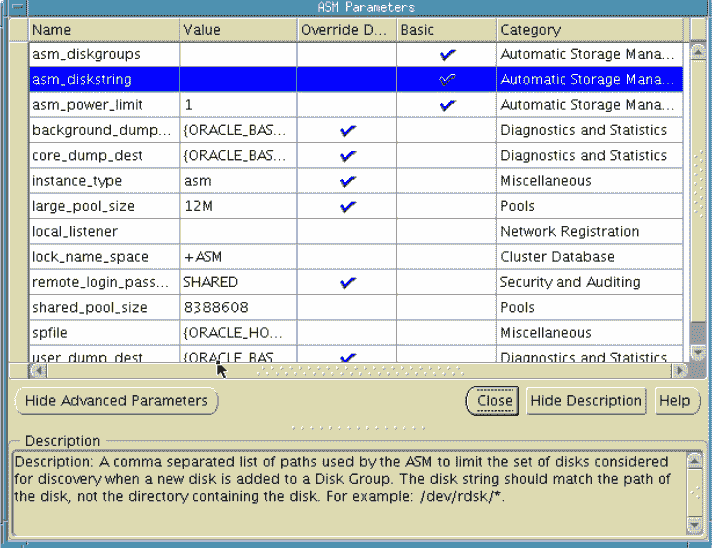 ASM Parameters
Name Value Override D... Basic Category
asm_diskgroups Automatic Storage Mana...
asm_diskstring Automatic Storage Mana...
asm_power_limit 1 Automatic Storage Mana...
background_dump... {ORACLE_BAS... Diagnostics and Statistics
core_dump_dest {ORACLE_BAS... Diagnostics and Statistics
instance_type asm Miscellaneous
large_pool_size 12M Pools
local_listener Network Registration
lock_name_space +ASM Cluster Database
remote_login_pass... SHARED Security and Auditing
shared_pool_size 8388608 Pools
spfile {ORACLE_HO... Miscellaneous
user_dump_dest {ORACLE_BAS... Diagnostics and Statistics
Hide Advanced Parameters Close Hide Description Help
Description
Description: A comma separated list of paths used by the ASM to limit the set of disks considered
for discovery when a new disk is added to a Disk Group. The disk string should match the path of
the disk, not the directory containing the disk. For example: /dev/rdsk/*.